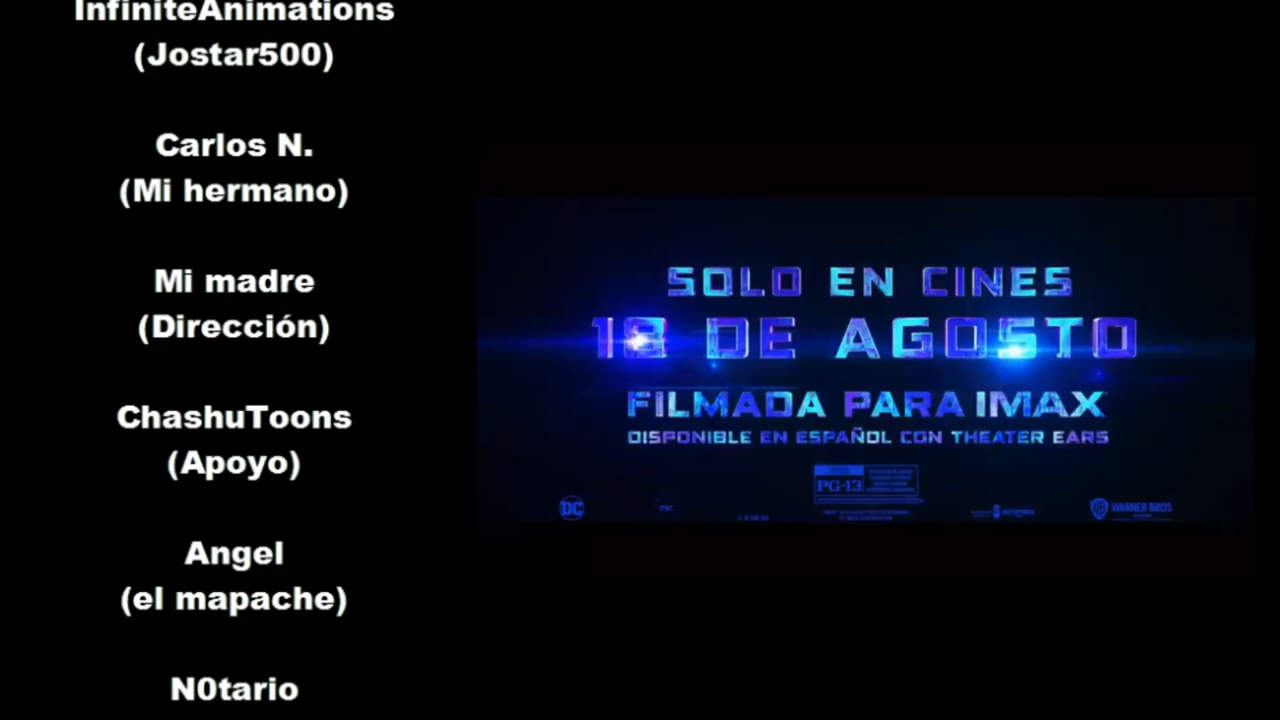 InfiniteAnimations
(Jostar500)
Carlos N.
(Mi hermano)
Mi madre
(Dirección)
ChashuToons
(Apoyo)
Angel
(el mapache)
N0tario
SOLO EN CINES
18 DE AGOSTO
FILMADA PARA IMAX
DISPONIBLE EN ESPAÑOL CON THEATER EARS
PG-13
DC
WARNER BROS